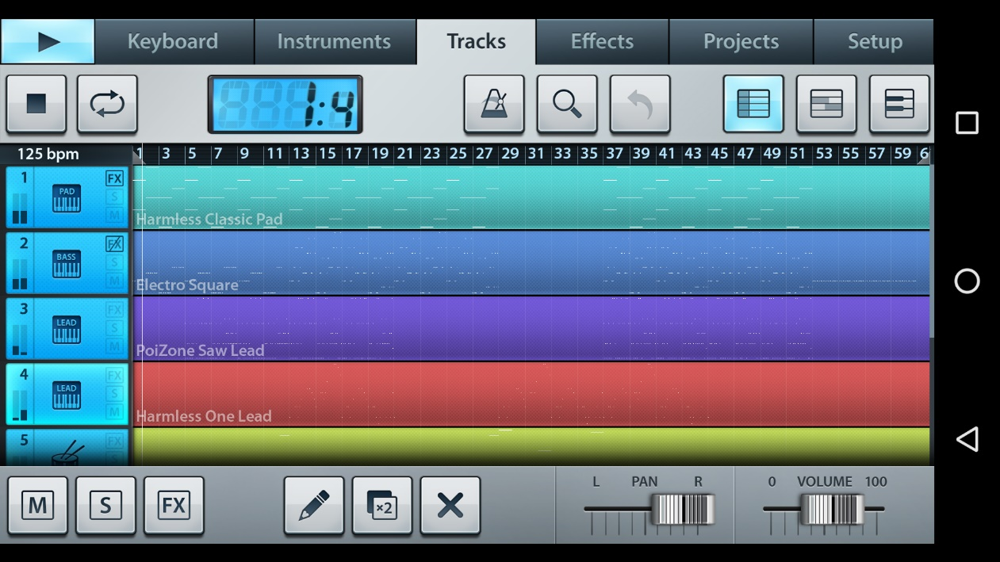 Keyboard Instruments Tracks Effects Projects Setup
1:4
125 bpm 1 3 5 7 9 11 13 15 17 19 21 23 25 27 29 31 33 35 37 39 41 43 45 47 49 51 53 55 57 59 6
1 PAD FX
S
M
Harmless Classic Pad
2 BASS FX
S
M
Electro Square
3 LEAD FX
S
M
PoiZone Saw Lead
4 LEAD FX
S
M
Harmless One Lead
5 FX
S
M S FX ×2
L PAN R
0 VOLUME 100